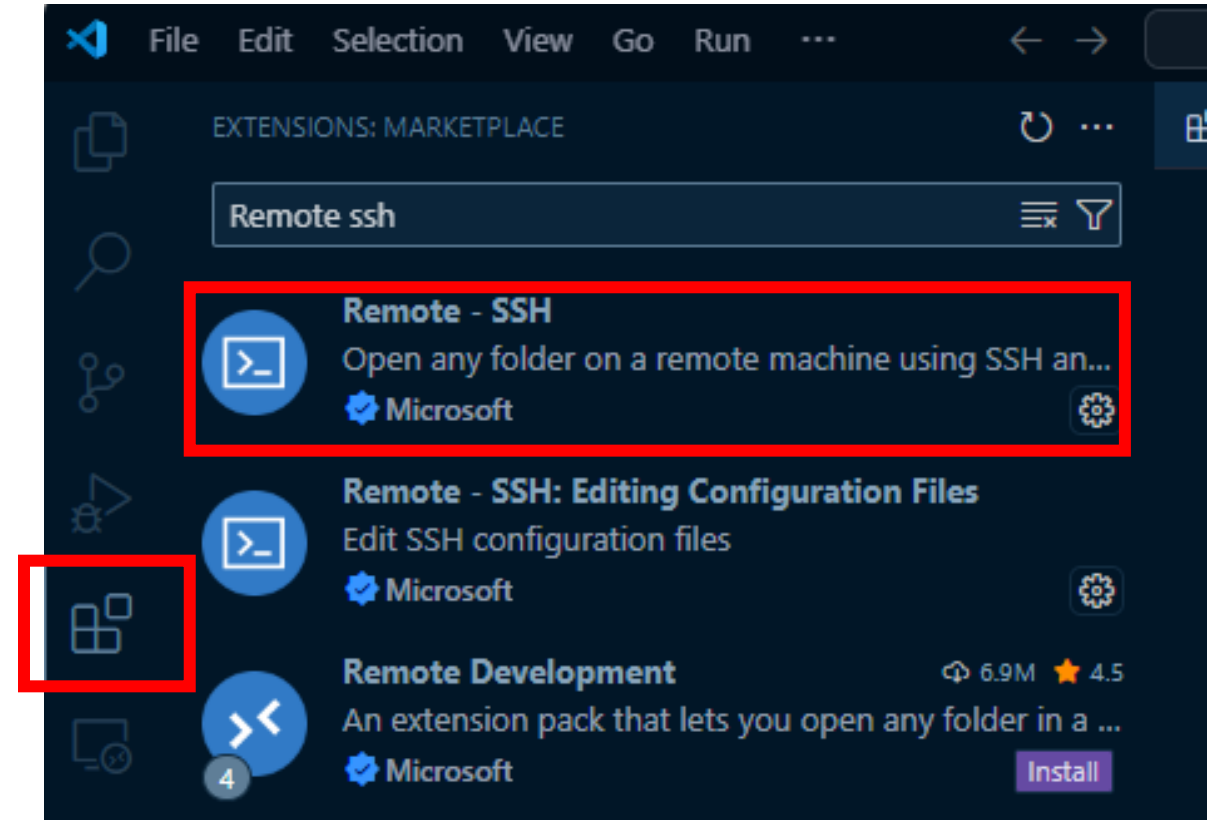 File Edit Selection View Go Run ...
EXTENSIONS: MARKETPLACE
Remote ssh
Remote - SSH
Open any folder on a remote machine using SSH an...
Microsoft
Remote - SSH: Editing Configuration Files
Edit SSH configuration files
Microsoft
Remote Development 6.9M 4.5
An extension pack that lets you open any folder in a ...
4 Microsoft Install